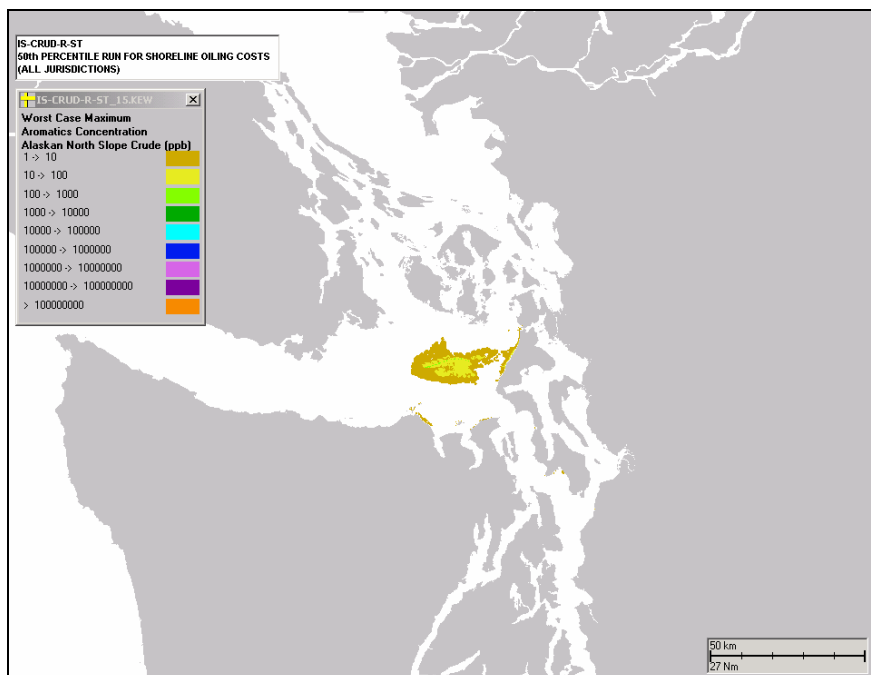 IS-CRUD-R-ST
50th PERCENTILE RUN FOR SHORELINE OILING COSTS
(ALL JURISDICTIONS)
IS-CRUD-R-ST_15.KEW
Worst Case Maximum
Aromatics Concentration
Alaskan North Slope Crude (ppb)
1 -> 10
10 -> 100
100 -> 1000
1000 -> 10000
10000 -> 100000
100000 -> 1000000
1000000 -> 10000000
10000000 -> 100000000
> 100000000
50 km
27 Nm